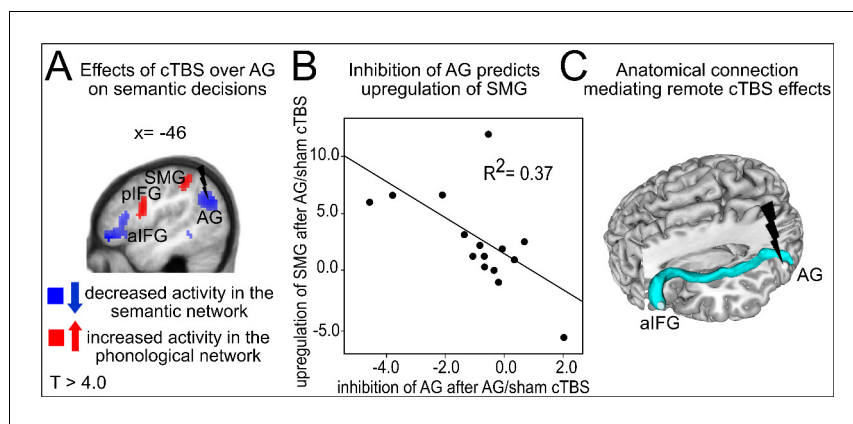 A Effects of cTBS over AG
on semantic decisions
x= -46
SMG
pIFG
AG
aIFG
decreased activity in the
semantic network
increased activity in the
phonological network
T > 4.0
B Inhibition of AG predicts
upregulation of SMG
upregulation of SMG after AG/sham cTBS
10.0
5.0
0.0
-5.0
R2= 0.37
-4.0 -2.0 0.0 2.0
inhibition of AG after AG/sham cTBS
C Anatomical connection
mediating remote cTBS effects
AG
aIFG